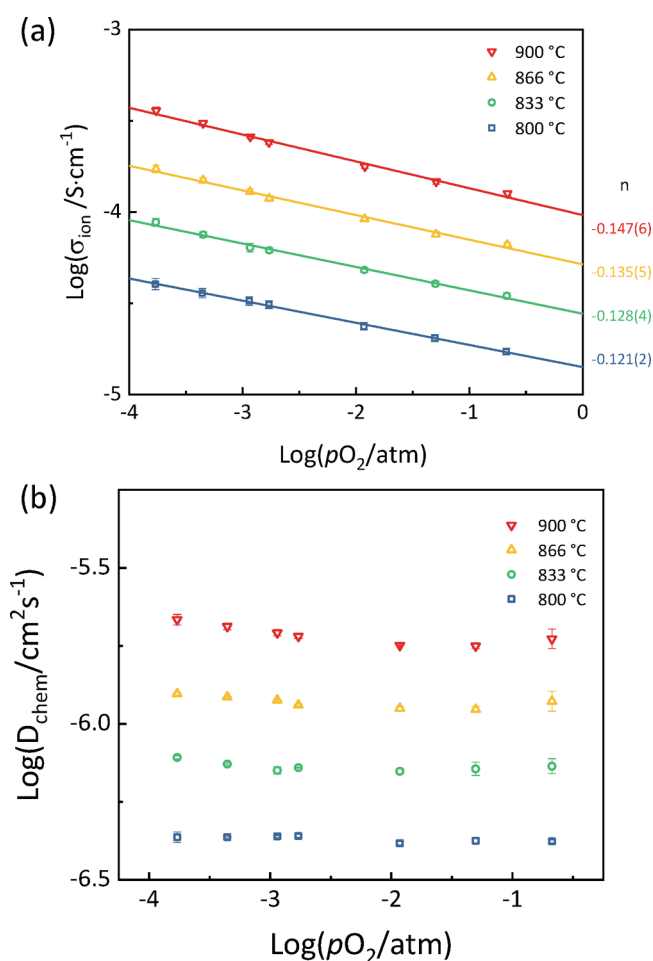 (a)
-3
-4
-5
Log(σion /S·cm⁻¹)
900 °C
866 °C
833 °C
800 °C
n
-0.147(6)
-0.135(5)
-0.128(4)
-0.121(2)
-4 -3 -2 -1 0
Log(pO₂/atm)
(b)
-5.5
-6.0
-6.5
Log(Dchem/cm²s⁻¹)
900 °C
866 °C
833 °C
800 °C
-4 -3 -2 -1
Log(pO₂/atm)